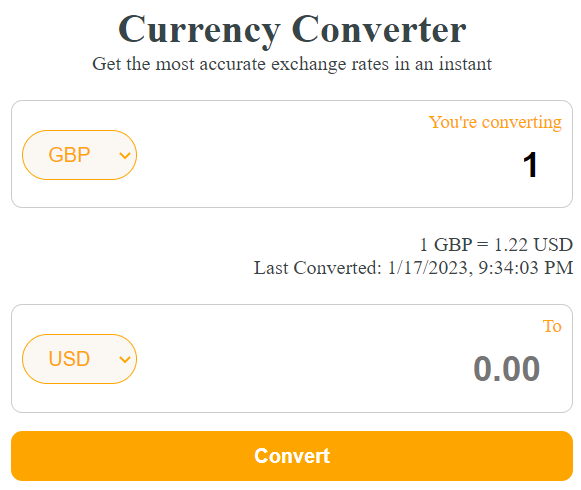 Currency Converter
Get the most accurate exchange rates in an instant
You're converting
GBP
1
1 GBP = 1.22 USD
Last Converted: 1/17/2023, 9:34:03 PM
To
USD
0.00
Convert